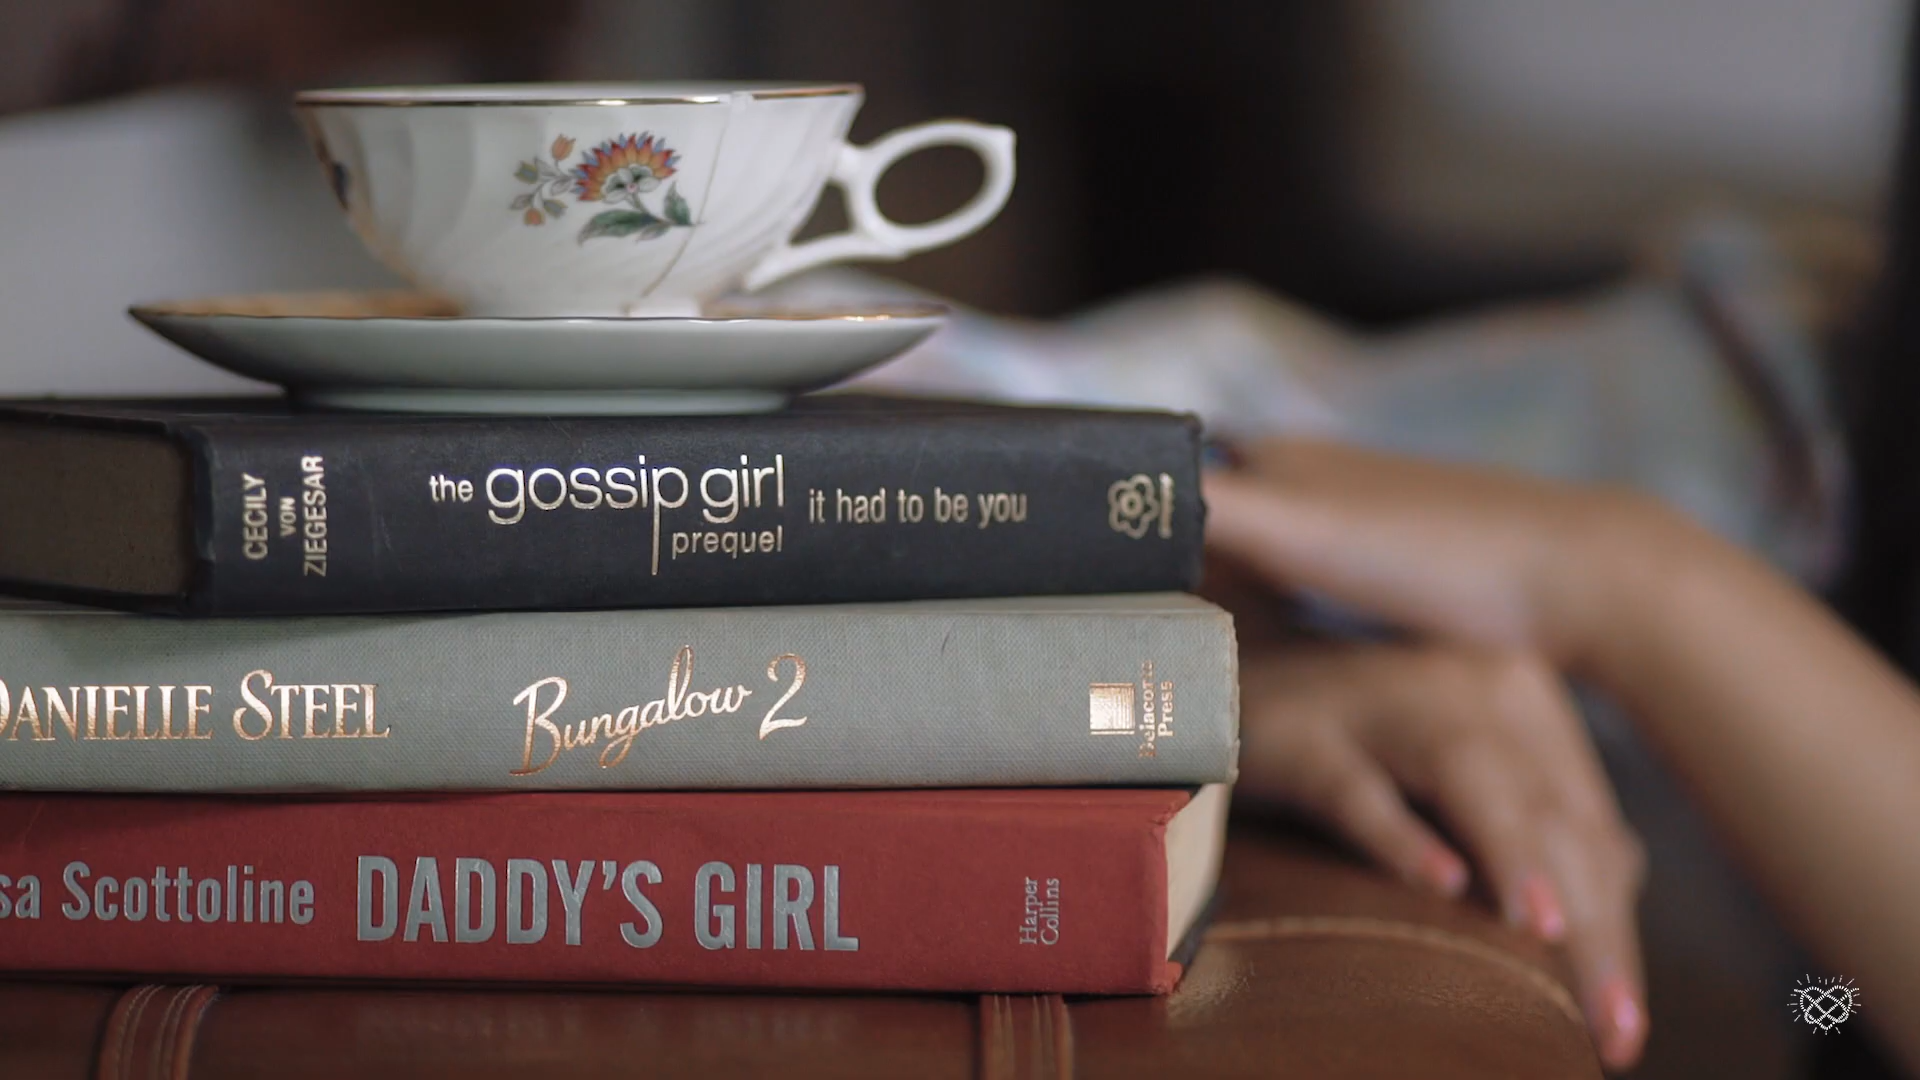 CECILY
VON
ZIEGESAR
the gossip girl
prequel
it had to be you
DANIELLE STEEL
Bungalow 2
Delacorte
Press
sa Scottoline
DADDY'S GIRL
Harper
Collins